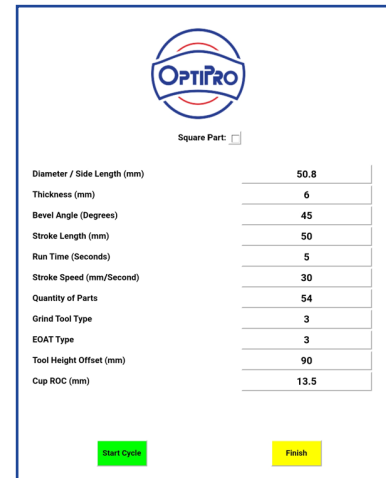 OPTIPRO
Square Part:
Diameter / Side Length (mm) 50.8
Thickness (mm) 6
Bevel Angle (Degrees) 45
Stroke Length (mm) 50
Run Time (Seconds) 5
Stroke Speed (mm/Second) 30
Quantity of Parts 54
Grind Tool Type 3
EOAT Type 3
Tool Height Offset (mm) 90
Cup ROC (mm) 13.5
Start Cycle Finish